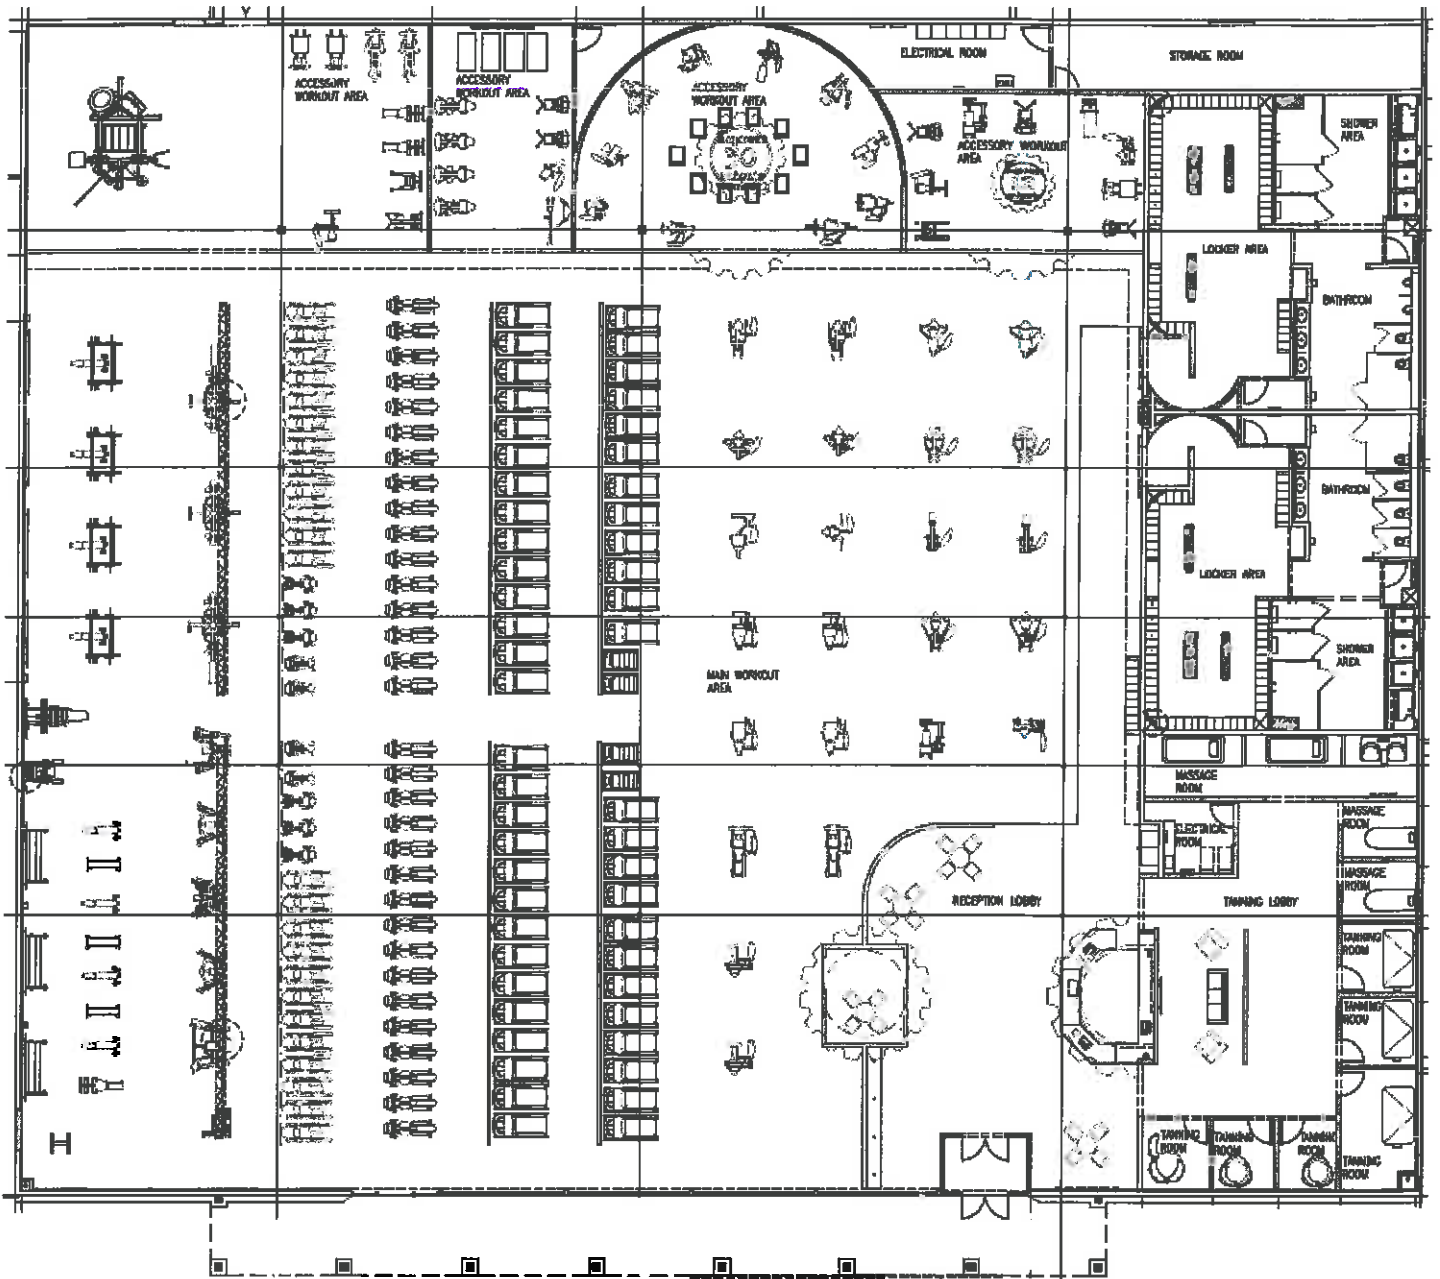 ELECTRICAL ROOM
STORAGE ROOM
ACCESSORY
WORKOUT AREA
ACCESSORY
WORKOUT AREA
ACCESSORY
WORKOUT AREA
ACCESSORY WORKOUT
AREA
SHOWER
AREA
LOCKER AREA
BATHROOM
BATHROOM
LOCKER AREA
SHOWER
AREA
MAIN WORKOUT
AREA
MASSAGE
ROOM
MASSAGE
ROOM
ELECTRICAL
ROOM
MASSAGE
ROOM
RECEPTION LOBBY
TANNING LOBBY
TANNING
ROOM
TANNING
ROOM
TANNING
ROOM
TANNING
ROOM
TANNING
ROOM
TANNING
ROOM